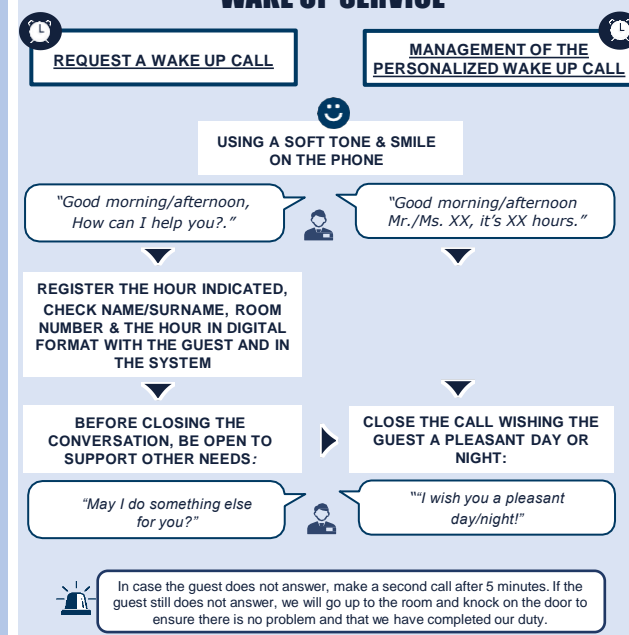 WAKE UP SERVICE
REQUEST A WAKE UP CALL
MANAGEMENT OF THE
PERSONALIZED WAKE UP CALL
USING A SOFT TONE & SMILE
ON THE PHONE
"Good morning/afternoon,
How can I help you?."
"Good morning/afternoon
Mr./Ms. XX, it's XX hours."
REGISTER THE HOUR INDICATED,
CHECK NAME/SURNAME, ROOM
NUMBER & THE HOUR IN DIGITAL
FORMAT WITH THE GUEST AND IN
THE SYSTEM
BEFORE CLOSING THE
CONVERSATION, BE OPEN TO
SUPPORT OTHER NEEDS:
CLOSE THE CALL WISHING THE
GUEST A PLEASANT DAY OR
NIGHT:
"May I do something else
for you?"
"“I wish you a pleasant
day/night!"
In case the guest does not answer, make a second call after 5 minutes. If the
guest still does not answer, we will go up to the room and knock on the door to
ensure there is no problem and that we have completed our duty.